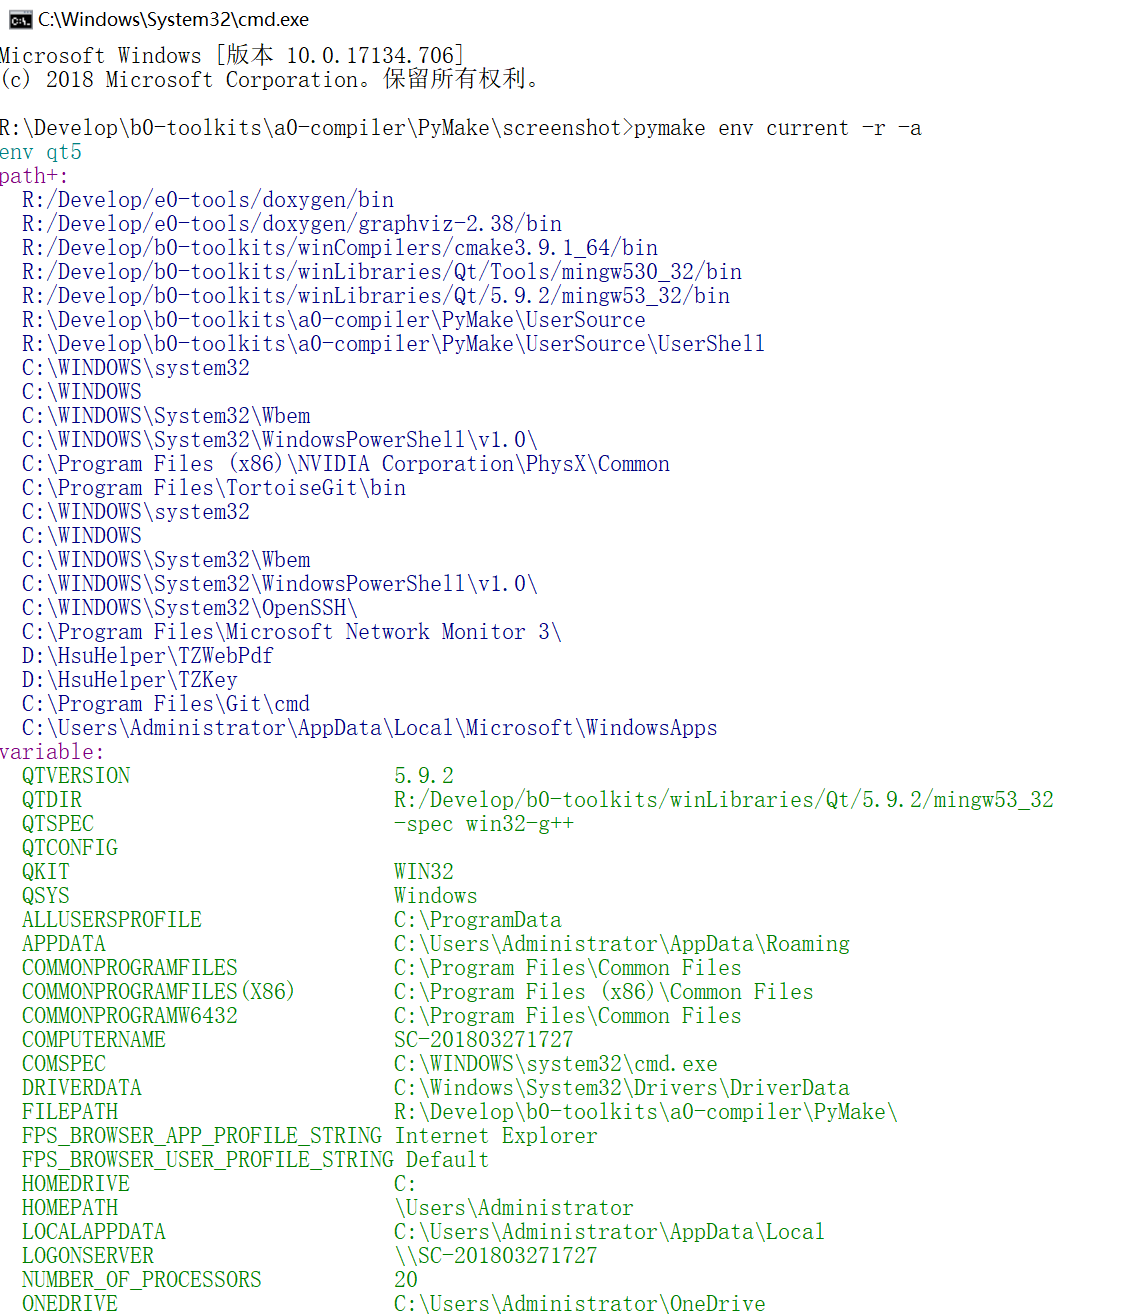 C:\Windows\System32\cmd.exe
Microsoft Windows [版本 10.0.17134.706]
(c) 2018 Microsoft Corporation。保留所有权利。
R:\Develop\b0-toolkits\a0-compiler\PyMake\screenshot>pymake env current -r -a
env qt5
path+:
R:/Develop/e0-tools/doxygen/bin
R:/Develop/e0-tools/doxygen/graphviz-2.38/bin
R:/Develop/b0-toolkits/winCompilers/cmake3.9.1_64/bin
R:/Develop/b0-toolkits/winLibraries/Qt/Tools/mingw530_32/bin
R:/Develop/b0-toolkits/winLibraries/Qt/5.9.2/mingw53_32/bin
R:\Develop\b0-toolkits\a0-compiler\PyMake\UserSource
R:\Develop\b0-toolkits\a0-compiler\PyMake\UserSource\UserShell
C:\WINDOWS\system32
C:\WINDOWS
C:\WINDOWS\System32\Wbem
C:\WINDOWS\System32\WindowsPowerShell\v1.0\
C:\Program Files (x86)\NVIDIA Corporation\PhysX\Common
C:\Program Files\TortoiseGit\bin
C:\WINDOWS\system32
C:\WINDOWS
C:\WINDOWS\System32\Wbem
C:\WINDOWS\System32\WindowsPowerShell\v1.0\
C:\WINDOWS\System32\OpenSSH\
C:\Program Files\Microsoft Network Monitor 3\
D:\HsuHelper\TZWebPdf
D:\HsuHelper\TZKey
C:\Program Files\Git\cmd
C:\Users\Administrator\AppData\Local\Microsoft\WindowsApps
variable:
QTVERSION 5.9.2
QTDIR R:/Develop/b0-toolkits/winLibraries/Qt/5.9.2/mingw53_32
QTSPEC -spec win32-g++
QTCONFIG
QKIT WIN32
QSYS Windows
ALLUSERSPROFILE C:\ProgramData
APPDATA C:\Users\Administrator\AppData\Roaming
COMMONPROGRAMFILES C:\Program Files\Common Files
COMMONPROGRAMFILES(X86) C:\Program Files (x86)\Common Files
COMMONPROGRAMW6432 C:\Program Files\Common Files
COMPUTERNAME SC-201803271727
COMSPEC C:\WINDOWS\system32\cmd.exe
DRIVERDATA C:\Windows\System32\Drivers\DriverData
FILEPATH R:\Develop\b0-toolkits\a0-compiler\PyMake\
FPS_BROWSER_APP_PROFILE_STRING Internet Explorer
FPS_BROWSER_USER_PROFILE_STRING Default
HOMEDRIVE C:
HOMEPATH \Users\Administrator
LOCALAPPDATA C:\Users\Administrator\AppData\Local
LOGONSERVER \\SC-201803271727
NUMBER_OF_PROCESSORS 20
ONEDRIVE C:\Users\Administrator\OneDrive